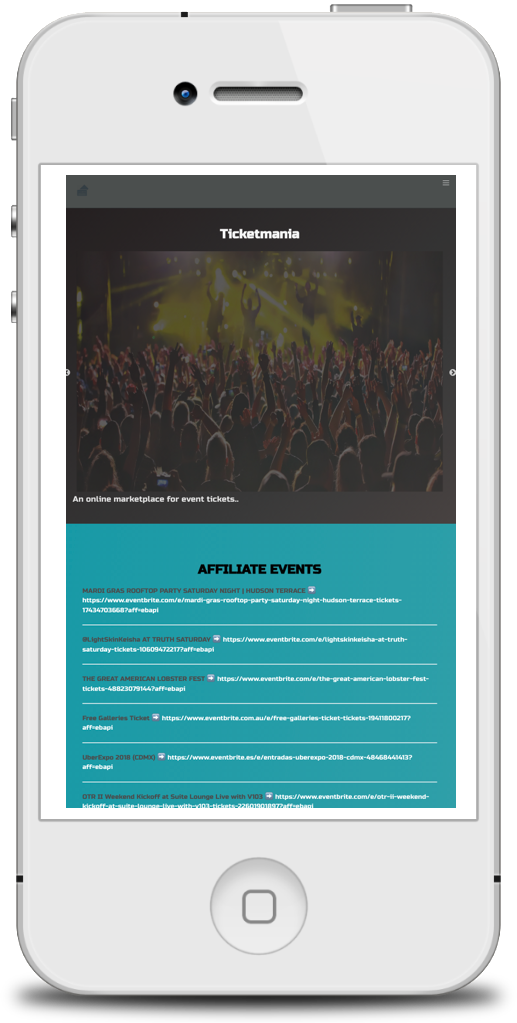 Ticketmania
An online marketplace for event tickets..
AFFILIATE EVENTS
MARDI GRAS ROOFTOP PARTY SATURDAY NIGHT | HUDSON TERRACE ➡
https://www.eventbrite.com/e/mardi-gras-rooftop-party-saturday-night-hudson-terrace-tickets-
17434703668?aff=ebapi
@LightSkinKeisha AT TRUTH SATURDAY ➡ https://www.eventbrite.com/e/lightskinkeisha-at-truth-
saturday-tickets-10609472217?aff=ebapi
THE GREAT AMERICAN LOBSTER FEST ➡ https://www.eventbrite.com/e/the-great-american-lobster-fest-
tickets-48823079144?aff=ebapi
Free Galleries Ticket ➡ https://www.eventbrite.com.au/e/free-galleries-ticket-tickets-19411800217?
aff=ebapi
UberExpo 2018 (CDMX) ➡ https://www.eventbrite.es/e/entradas-uberexpo-2018-cdmx-48468441413?
aff=ebapi
OTR II Weekend Kickoff at Suite Lounge Live with V103 ➡ https://www.eventbrite.com/e/otr-ii-weekend-
kickoff-at-suite-lounge-live-with-v103-tickets-22601901897?aff=ebapi